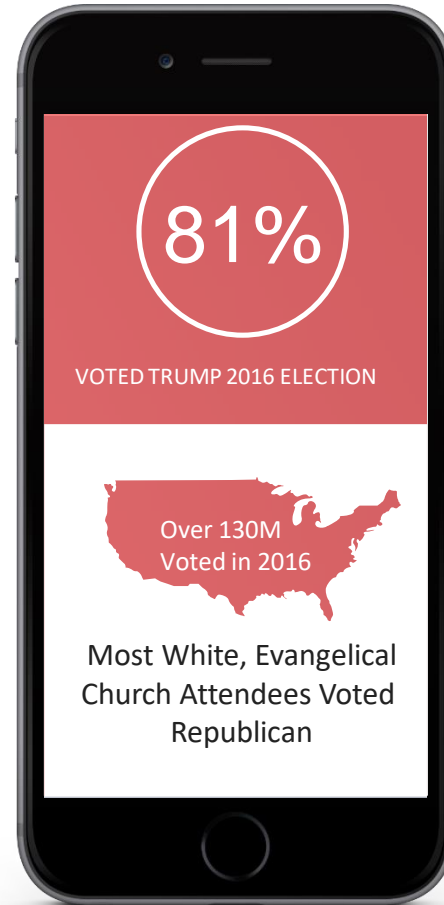 81%
VOTED TRUMP 2016 ELECTION
Over 130M
Voted in 2016
Most White, Evangelical
Church Attendees Voted
Republican